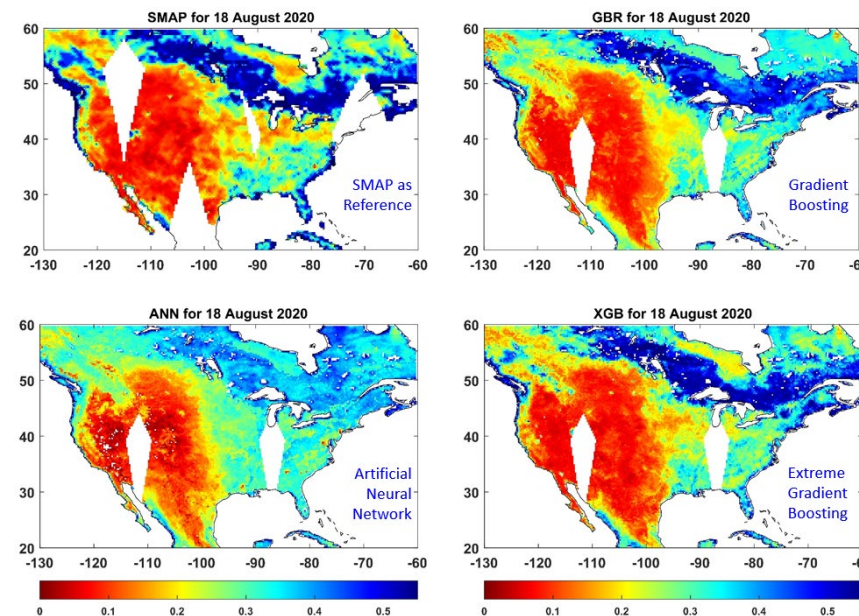 SMAP for 18 August 2020
60
50
40
30
20
-130 -120 -110 -100 -90 -80 -70 -60
SMAP as
Reference
GBR for 18 August 2020
60
50
40
30
20
-130 -120 -110 -100 -90 -80 -70 -60
Gradient
Boosting
ANN for 18 August 2020
60
50
40
30
20
-130 -120 -110 -100 -90 -80 -70 -60
Artificial
Neural
Network
XGB for 18 August 2020
60
50
40
30
20
-130 -120 -110 -100 -90 -80 -70 -60
Extreme
Gradient
Boosting
0 0.1 0.2 0.3 0.4 0.5
0 0.1 0.2 0.3 0.4 0.5